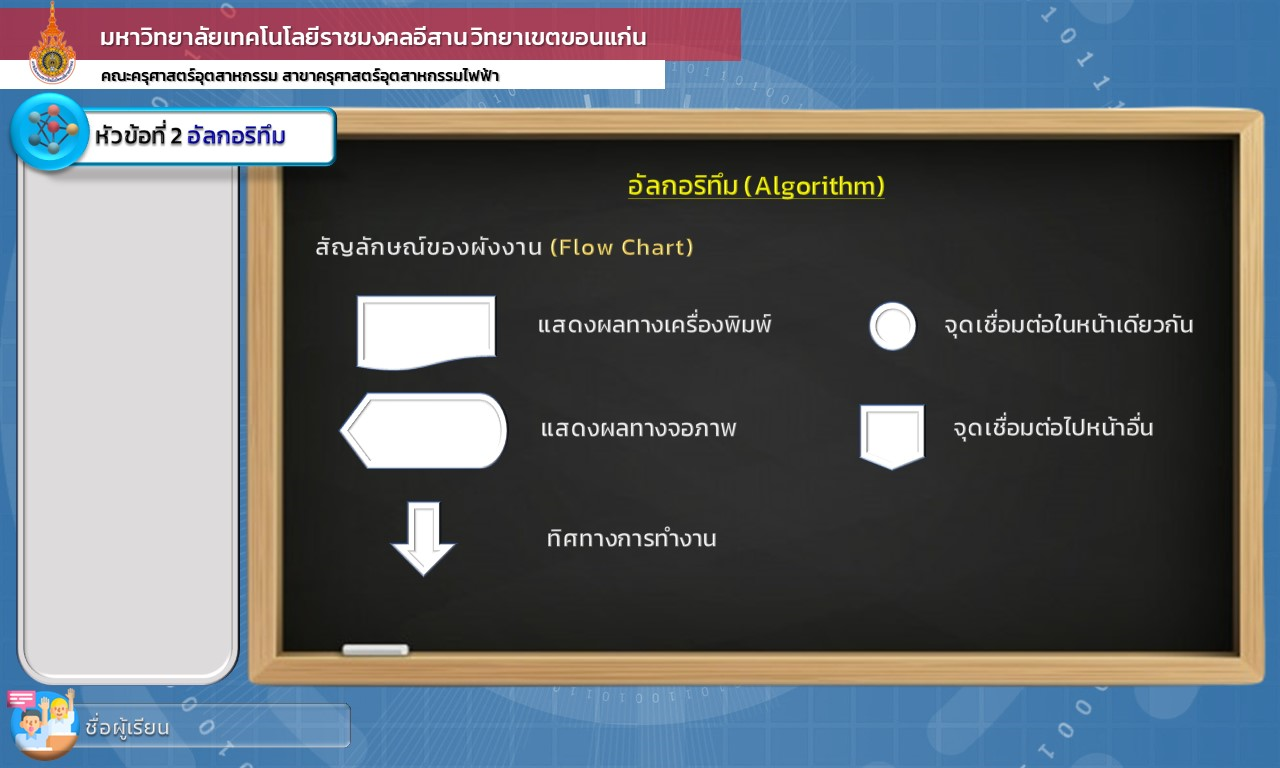 มหาวิทยาลัยเทคโนโลยีราชมงคลอีสาน วิทยาเขตขอนแก่น
คณะครุศาสตร์อุตสาหกรรม สาขาครุศาสตร์อุตสาหกรรมไฟฟ้า
หัวข้อที่ 2 อัลกอริทึม
อัลกอริทึม (Algorithm)
สัญลักษณ์ของผังงาน (Flow Chart)
แสดงผลทางเครื่องพิมพ์
จุดเชื่อมต่อในหน้าเดียวกัน
แสดงผลทางจอภาพ
จุดเชื่อมต่อไปหน้าอื่น
ทิศทางการทำงาน
ชื่อผู้เรียน